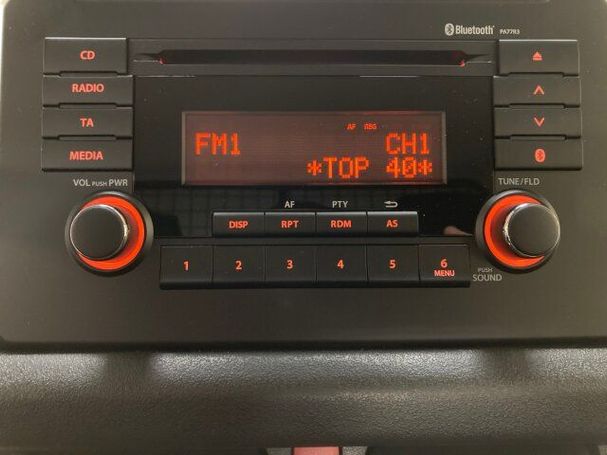 Bluetooth PA77R3
CD
RADIO
TA
MEDIA
AF REG
FM1 CH1
*TOP 40*
VOL PUSH PWR
TUNE/FLD
AF PTY
DISP RPT RDM AS
1 2 3 4 5 6
MENU
PUSH
SOUND